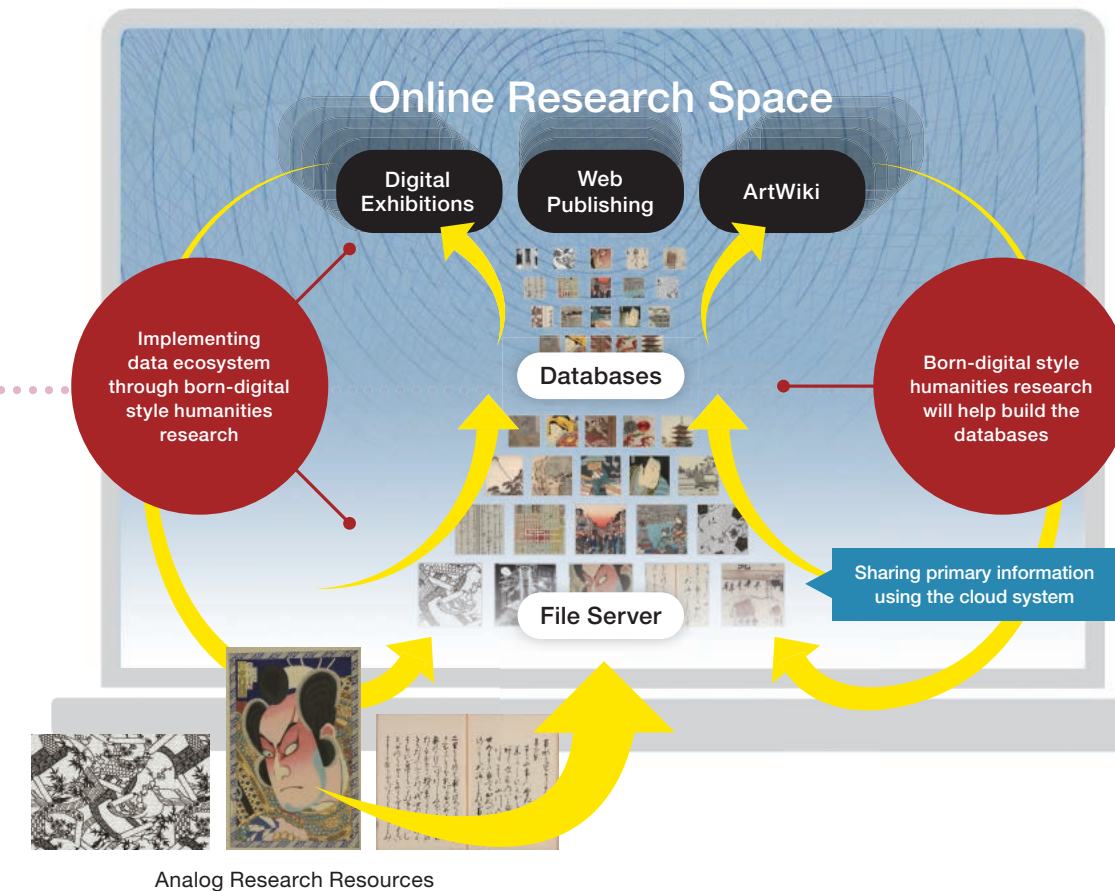 Online Research Space
Digital
Exhibitions
Web
Publishing
ArtWiki
Implementing
data ecosystem
through born-digital
style humanities
research
Databases
Born-digital style
humanities research
will help build the
databases
Sharing primary information
using the cloud system
File Server
Analog Research Resources